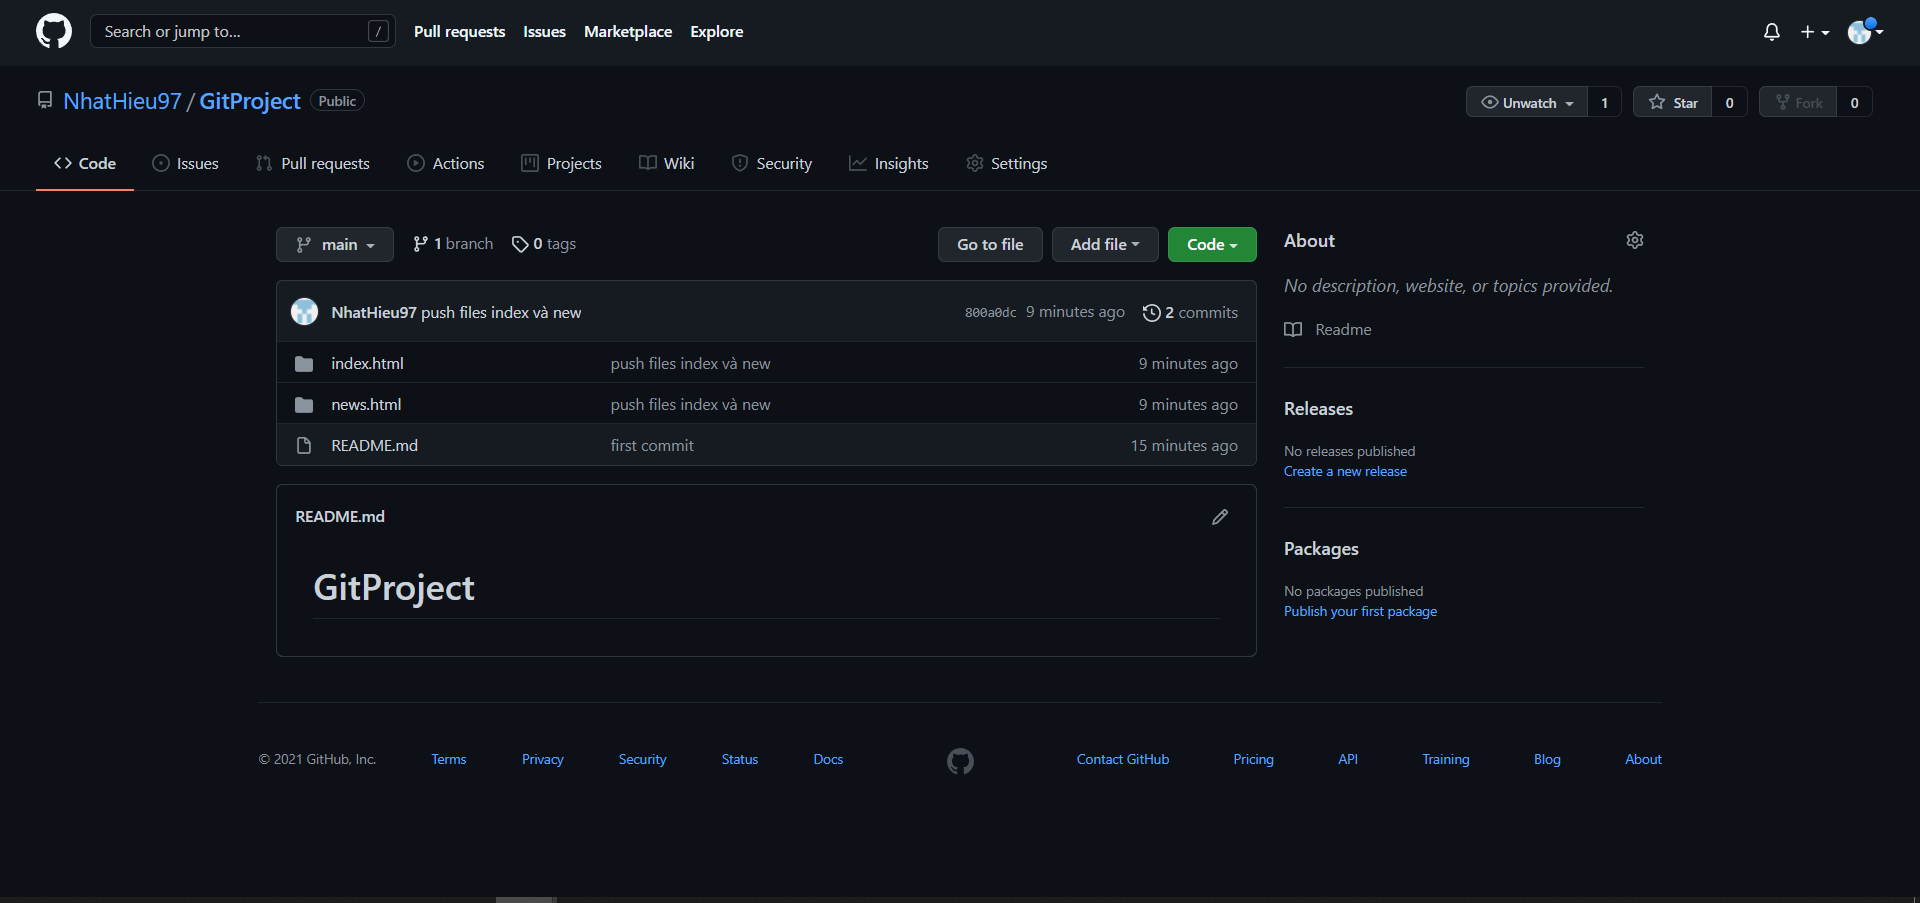 Search or jump to... /
Pull requests Issues Marketplace Explore
NhatHieu97 / GitProject Public
Unwatch 1 Star 0 Fork 0
Code Issues Pull requests Actions Projects Wiki Security Insights Settings
main 1 branch 0 tags
Go to file Add file Code
NhatHieu97 push files index và new 800a0dc 9 minutes ago 2 commits
index.html push files index và new 9 minutes ago
news.html push files index và new 9 minutes ago
README.md first commit 15 minutes ago
README.md
GitProject
About
No description, website, or topics provided.
Readme
Releases
No releases published
Create a new release
Packages
No packages published
Publish your first package
© 2021 GitHub, Inc. Terms Privacy Security Status Docs Contact GitHub Pricing API Training Blog About